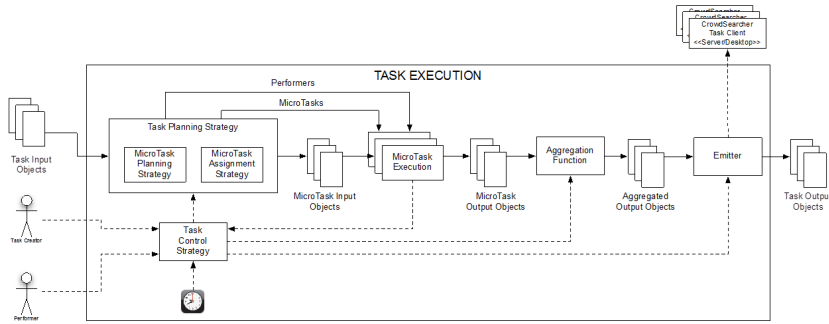 CrowdSearcher
CrowdSearcher
CrowdSearcher
Task Client
<<Server/Desktop>>
TASK EXECUTION
Performers
MicroTasks
Task Planning Strategy
MicroTask
Planning
Strategy
MicroTask
Assignment
Strategy
MicroTask
Execution
Aggregation
Function
Emitter
Task Input
Objects
MicroTask Input
Objects
MicroTask
Output Objects
Aggregated
Output Objects
Task Outpu
Objects
Task Creator
Task
Control
Strategy
Performer